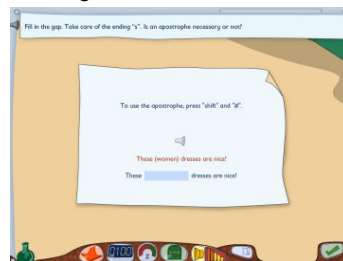 Fill in the gap. Take care of the ending "s". Is an apostrophe necessary or not?
To use the apostrophe, press "shift" and "#".
These (women) dresses are nice!
These dresses are nice!